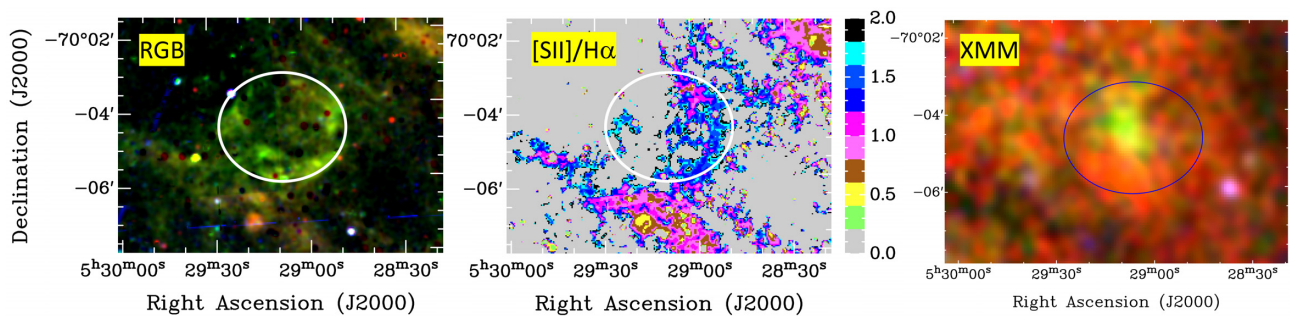 RGB
[SII]/Hα
XMM
Declination (J2000)
−70°02′
−04′
−06′
5ʰ30ᵐ00ˢ 29ᵐ30ˢ 29ᵐ00ˢ 28ᵐ30ˢ
Right Ascension (J2000)
70°02′
−04′
−06′
5ʰ30ᵐ00ˢ 29ᵐ30ˢ 29ᵐ00ˢ 28ᵐ30ˢ
Right Ascension (J2000)
2.0
1.5
1.0
0.5
0.0
−70°02′
−04′
−06′
5ʰ30ᵐ00ˢ 29ᵐ30ˢ 29ᵐ00ˢ 28ᵐ30ˢ
Right Ascension (J2000)